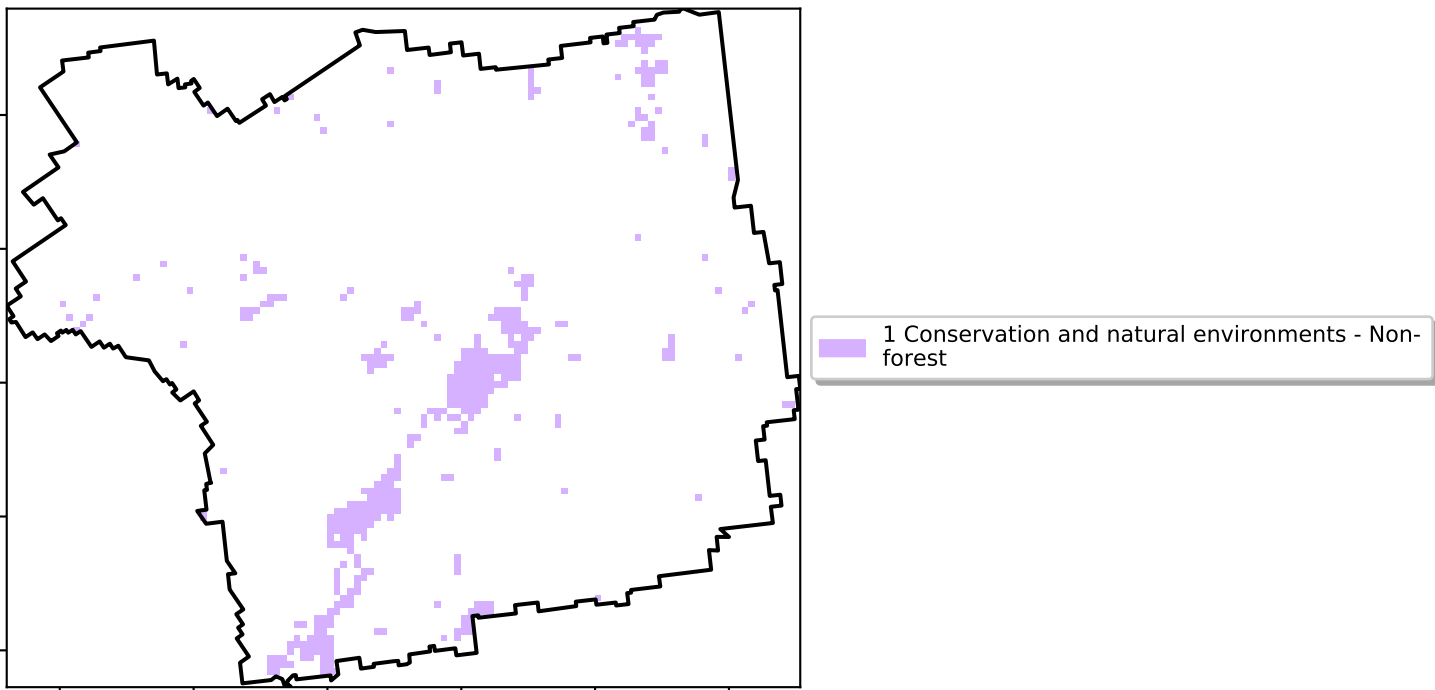 1 Conservation and natural environments - Non-
forest